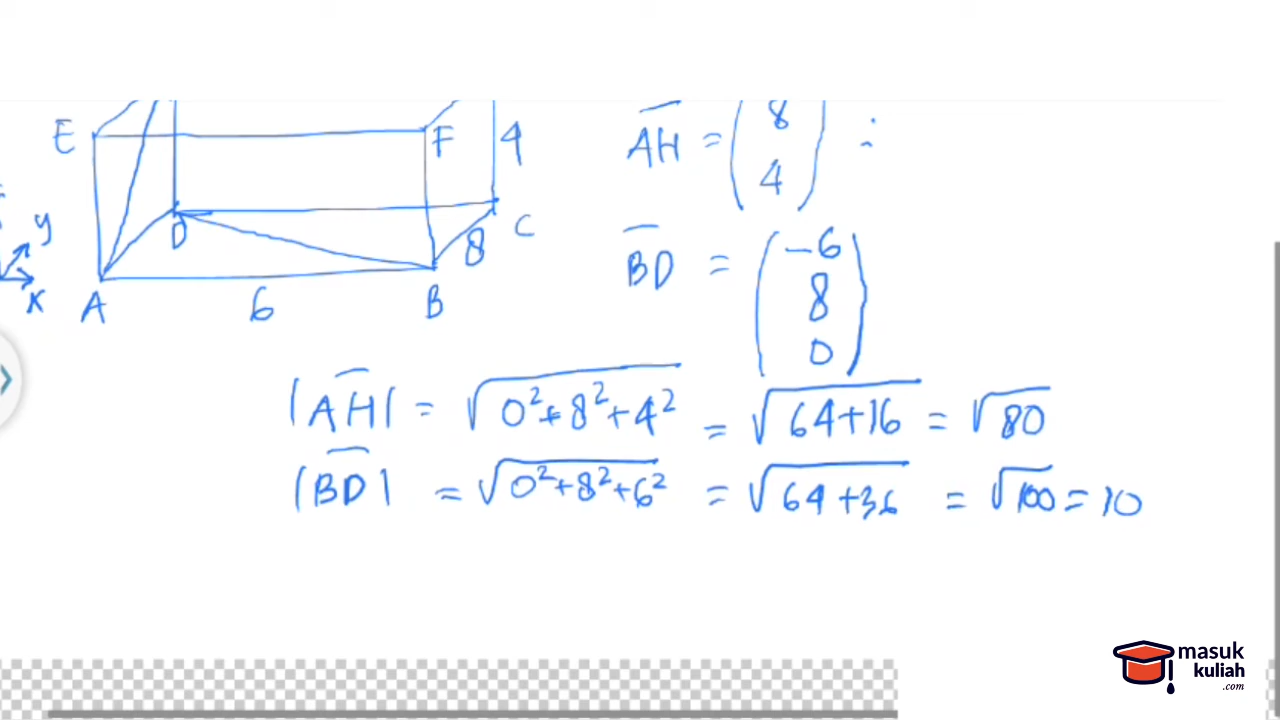 E
F
4
y
x
D
C
8
A
6
B
AH = ( 8 4 ) :
BD = ( -6 8 0 )
|AH| = √0²+8²+4² = √64+16 = √80
|BD| = √0²+8²+6² = √64+36 = √100 = 10
masuk
kuliah
.com